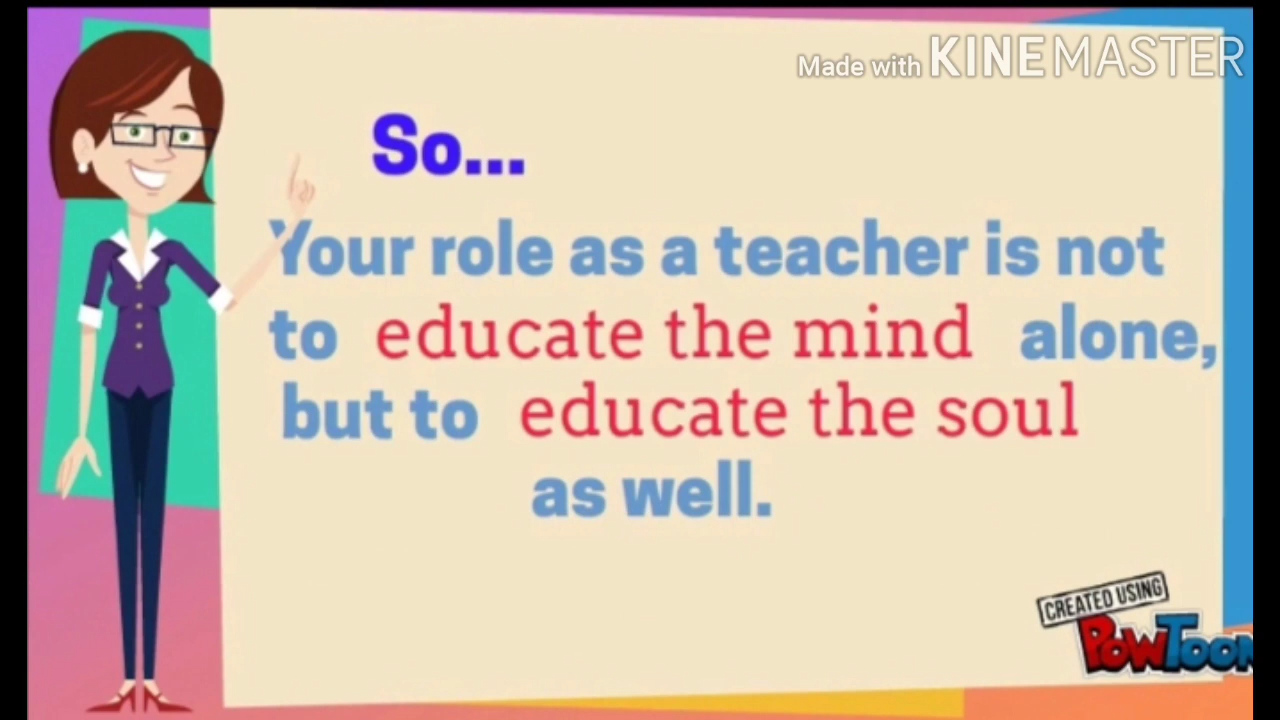 Made with KINEMASTER
So...
Your role as a teacher is not
to educate the mind alone,
but to educate the soul
as well.
CREATED USING
PowToon